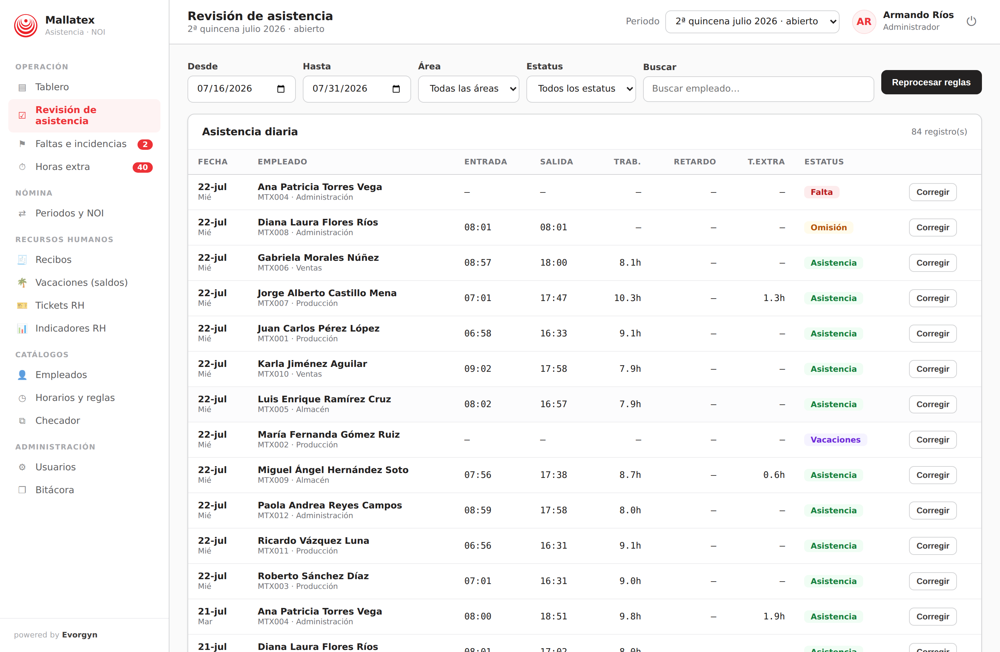 Mallatex
Asistencia · NOI
OPERACIÓN
Tablero
Revisión de
asistencia
Faltas e incidencias 2
Horas extra 40
NÓMINA
Periodos y NOI
RECURSOS HUMANOS
Recibos
Vacaciones (saldos)
Tickets RH
Indicadores RH
CATÁLOGOS
Empleados
Horarios y reglas
Checador
ADMINISTRACIÓN
Usuarios
Bitácora
powered by Evorgyn
Revisión de asistencia
2ª quincena julio 2026 · abierto
Periodo 2ª quincena julio 2026 · abierto
AR
Armando Ríos
Administrador
Desde Hasta Área Estatus Buscar
07/16/2026 07/31/2026 Todas las áreas Todos los estatus Buscar empleado... Reprocesar reglas
Asistencia diaria 84 registro(s)
FECHA EMPLEADO ENTRADA SALIDA TRAB. RETARDO T.EXTRA ESTATUS
22-jul Ana Patricia Torres Vega — — — — — Falta Corregir
Mié MTX004 · Administración
22-jul Diana Laura Flores Ríos 08:01 08:01 — — — Omisión Corregir
Mié MTX008 · Administración
22-jul Gabriela Morales Núñez 08:57 18:00 8.1h — — Asistencia Corregir
Mié MTX006 · Ventas
22-jul Jorge Alberto Castillo Mena 07:01 17:47 10.3h — 1.3h Asistencia Corregir
Mié MTX007 · Producción
22-jul Juan Carlos Pérez López 06:58 16:33 9.1h — — Asistencia Corregir
Mié MTX001 · Producción
22-jul Karla Jiménez Aguilar 09:02 17:58 7.9h — — Asistencia Corregir
Mié MTX010 · Ventas
22-jul Luis Enrique Ramírez Cruz 08:02 16:57 7.9h — — Asistencia Corregir
Mié MTX005 · Almacén
22-jul María Fernanda Gómez Ruiz — — — — — Vacaciones Corregir
Mié MTX002 · Producción
22-jul Miguel Ángel Hernández Soto 07:56 17:38 8.7h — 0.6h Asistencia Corregir
Mié MTX009 · Almacén
22-jul Paola Andrea Reyes Campos 08:59 17:58 8.0h — — Asistencia Corregir
Mié MTX012 · Administración
22-jul Ricardo Vázquez Luna 06:56 16:31 9.1h — — Asistencia Corregir
Mié MTX011 · Producción
22-jul Roberto Sánchez Díaz 07:01 16:31 9.0h — — Asistencia Corregir
Mié MTX003 · Producción
21-jul Ana Patricia Torres Vega 08:00 18:51 9.8h — 1.9h Asistencia Corregir
Mar MTX004 · Administración
21-jul Diana Laura Flores Ríos 08:01 17:02 8.0h Asistencia Corregir